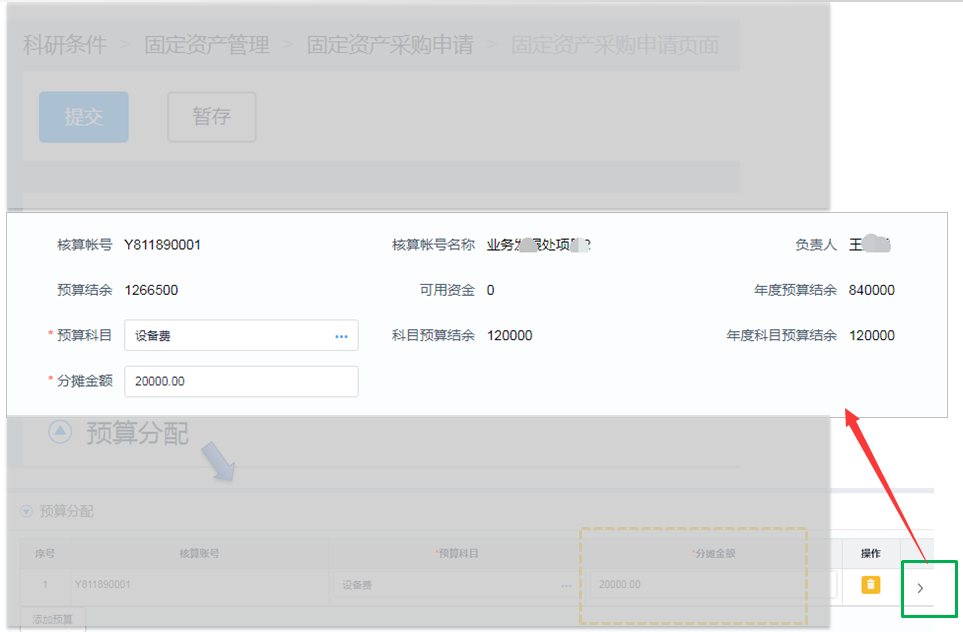 科研条件 > 固定资产管理 > 固定资产采购申请 > 固定资产采购申请页面
提交 暂存
核算帐号 Y811890001 核算帐号名称 业务发展处项 负责人 王
预算结余 1266500 可用资金 0 年度预算结余 840000
* 预算科目 设备费 ... 科目预算结余 120000 年度科目预算结余 120000
* 分摊金额 20000.00
预算分配
预算分配
序号 核算账号 *预算科目 *分摊金额 操作
1 Y811890001 设备费 ... 20000.00 >
添加预算